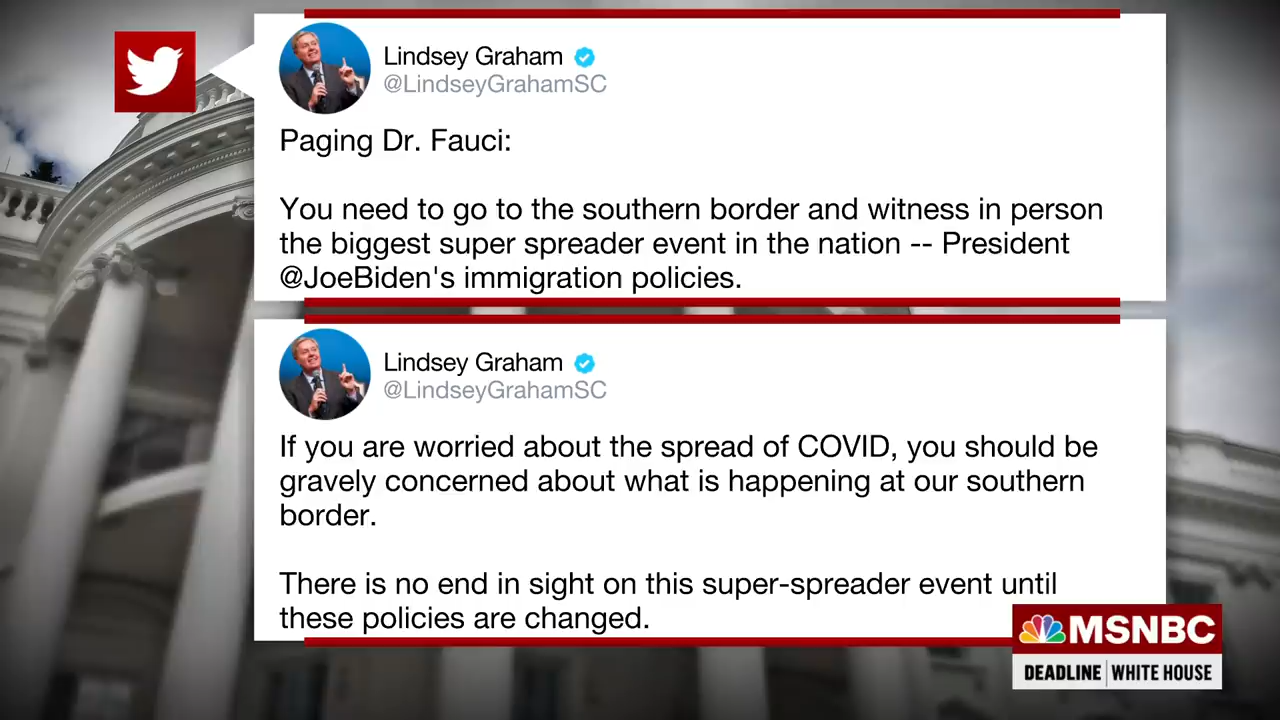 Lindsey Graham
@LindseyGrahamSC
Paging Dr. Fauci:
You need to go to the southern border and witness in person
the biggest super spreader event in the nation -- President
@JoeBiden's immigration policies.
Lindsey Graham
@LindseyGrahamSC
If you are worried about the spread of COVID, you should be
gravely concerned about what is happening at our southern
border.
There is no end in sight on this super-spreader event until
these policies are changed.
MSNBC
DEADLINE WHITE HOUSE